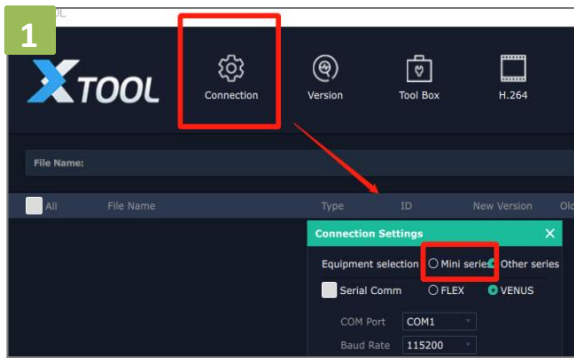 1
XTOOL
Connection
Version
Tool Box
H.264
File Name:
All File Name Type ID New Version Old
Connection Settings X
Equipment selection Mini series Other series
Serial Comm FLEX VENUS
COM Port COM1
Baud Rate 115200